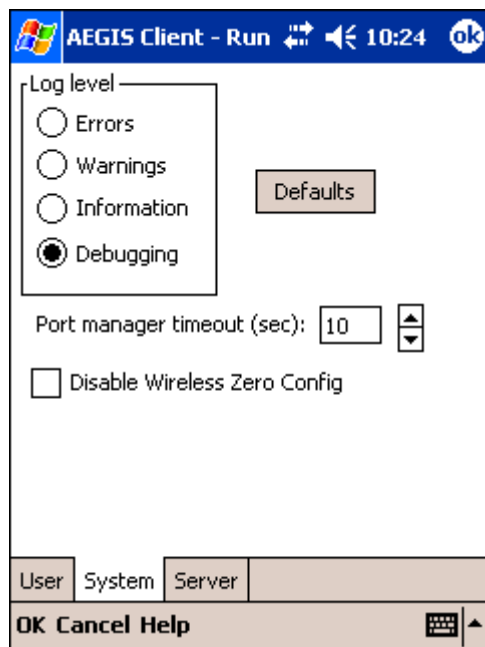 AEGIS Client - Run 10:24 ok
Log level
Errors
Warnings
Information
Debugging
Defaults
Port manager timeout (sec): 10
Disable Wireless Zero Config
User System Server
OK Cancel Help